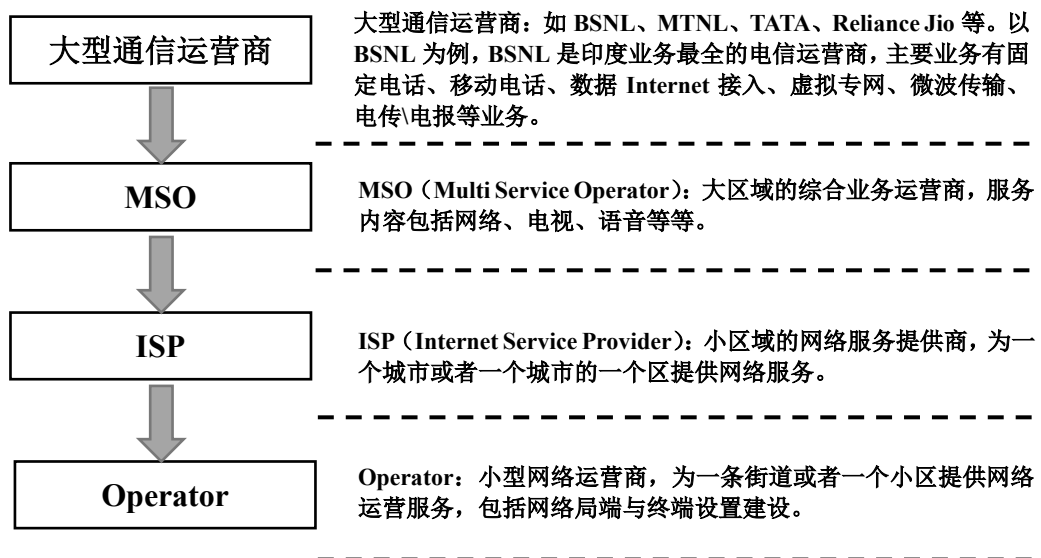 大型通信运营商
大型通信运营商：如 BSNL、MTNL、TATA、Reliance Jio 等。以
BSNL 为例，BSNL 是印度业务最全的电信运营商，主要业务有固
定电话、移动电话、数据 Internet 接入、虚拟专网、微波传输、
电传\电报等业务。
MSO
MSO（Multi Service Operator）：大区域的综合业务运营商，服务
内容包括网络、电视、语音等等。
ISP
ISP（Internet Service Provider）：小区域的网络服务提供商，为一
个城市或者一个城市的一个区提供网络服务。
Operator
Operator：小型网络运营商，为一条街道或者一个小区提供网络
运营服务，包括网络局端与终端设置建设。